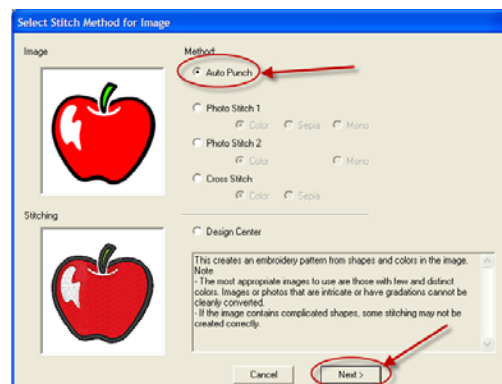 Select Stitch Method for Image
Image
Method
Auto Punch
Photo Stitch 1
Color Sepia Mono
Photo Stitch 2
Color Mono
Cross Stitch
Color Sepia
Stitching
Design Center
This creates an embroidery pattern from shapes and colors in the image.
Note
- The most appropriate images to use are those with few and distinct
colors. Images or photos that are intricate or have gradations cannot be
cleanly converted.
- If the image contains complicated shapes, some stitching may not be
created correctly.
Cancel Next >